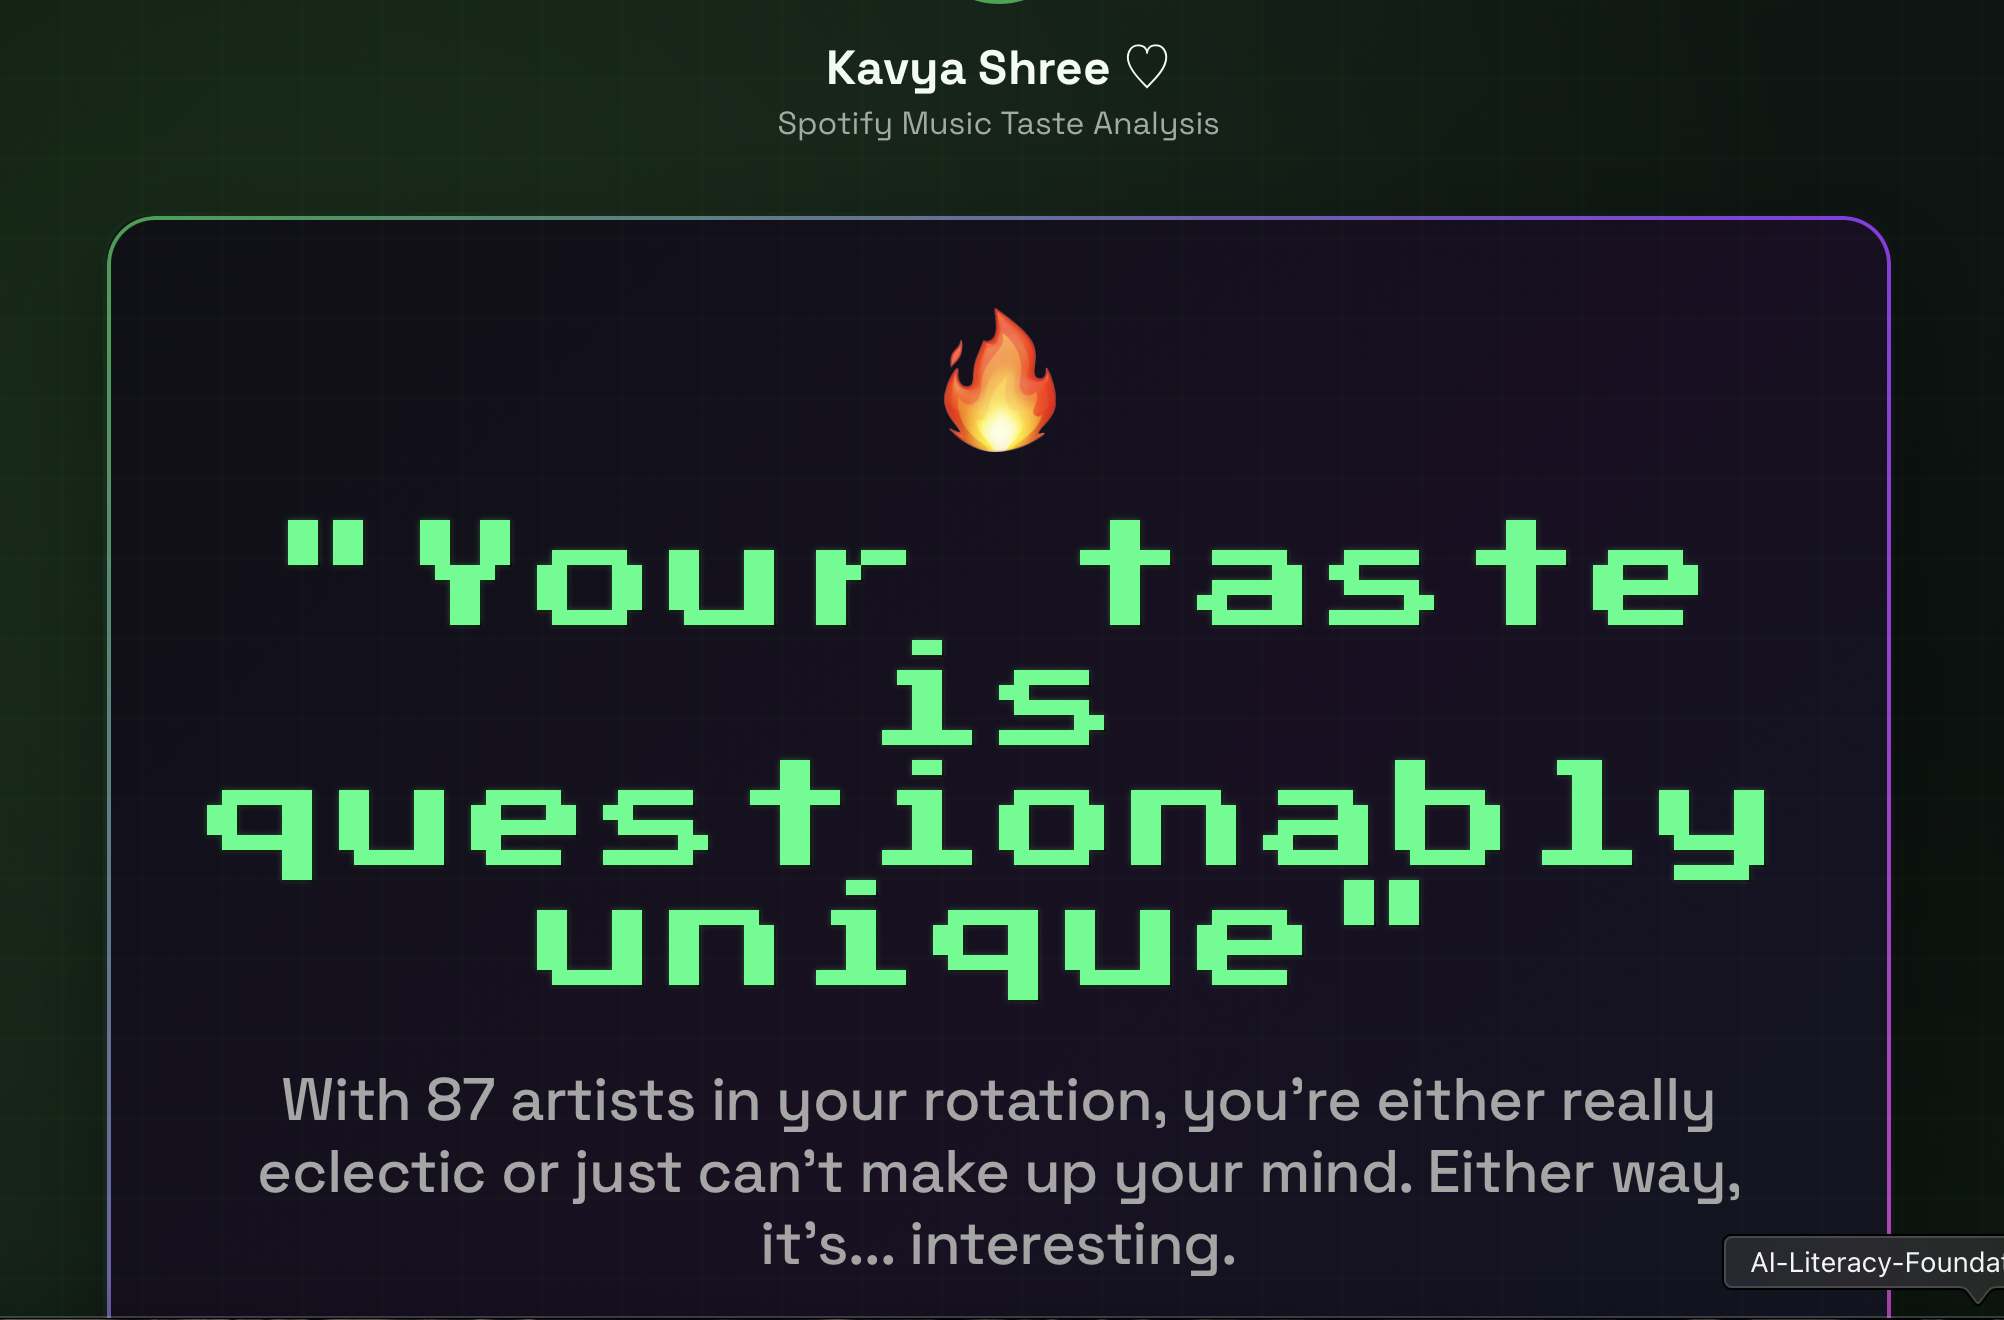 Kavya Shree ♡
Spotify Music Taste Analysis
"Your taste
is
questionably
unique"
With 87 artists in your rotation, you're either really
eclectic or just can't make up your mind. Either way,
it's... interesting.
AI-Literacy-Foundat